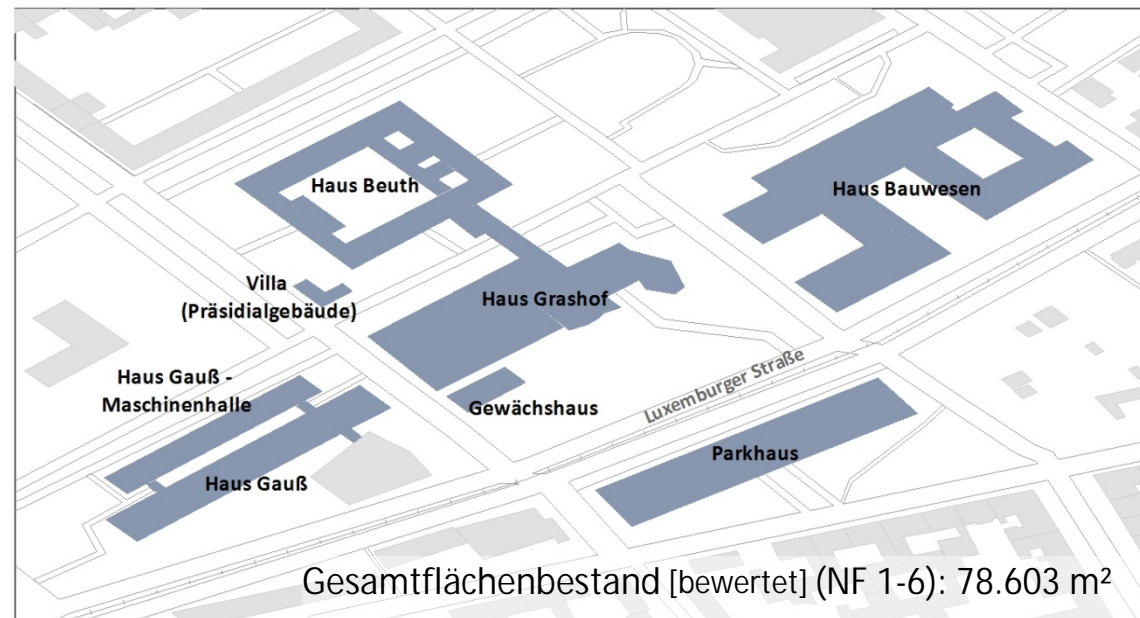 Haus Beuth
Haus Bauwesen
Villa
(Präsidialgebäude)
Haus Grashof
Haus Gauß -
Maschinenhalle
Gewächshaus
Luxemburger Straße
Parkhaus
Haus Gauß
Gesamtflächenbestand [bewertet] (NF 1-6): 78.603 m²